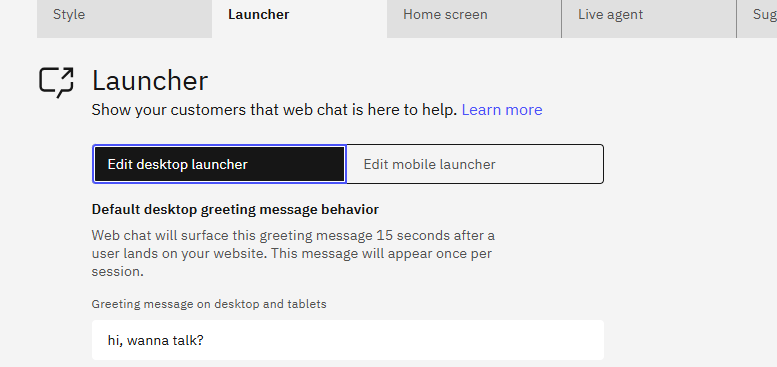 Style
Launcher
Home screen
Live agent
Sug
Launcher
Show your customers that web chat is here to help. Learn more
Edit desktop launcher
Edit mobile launcher
Default desktop greeting message behavior
Web chat will surface this greeting message 15 seconds after a
user lands on your website. This message will appear once per
session.
Greeting message on desktop and tablets
hi, wanna talk?